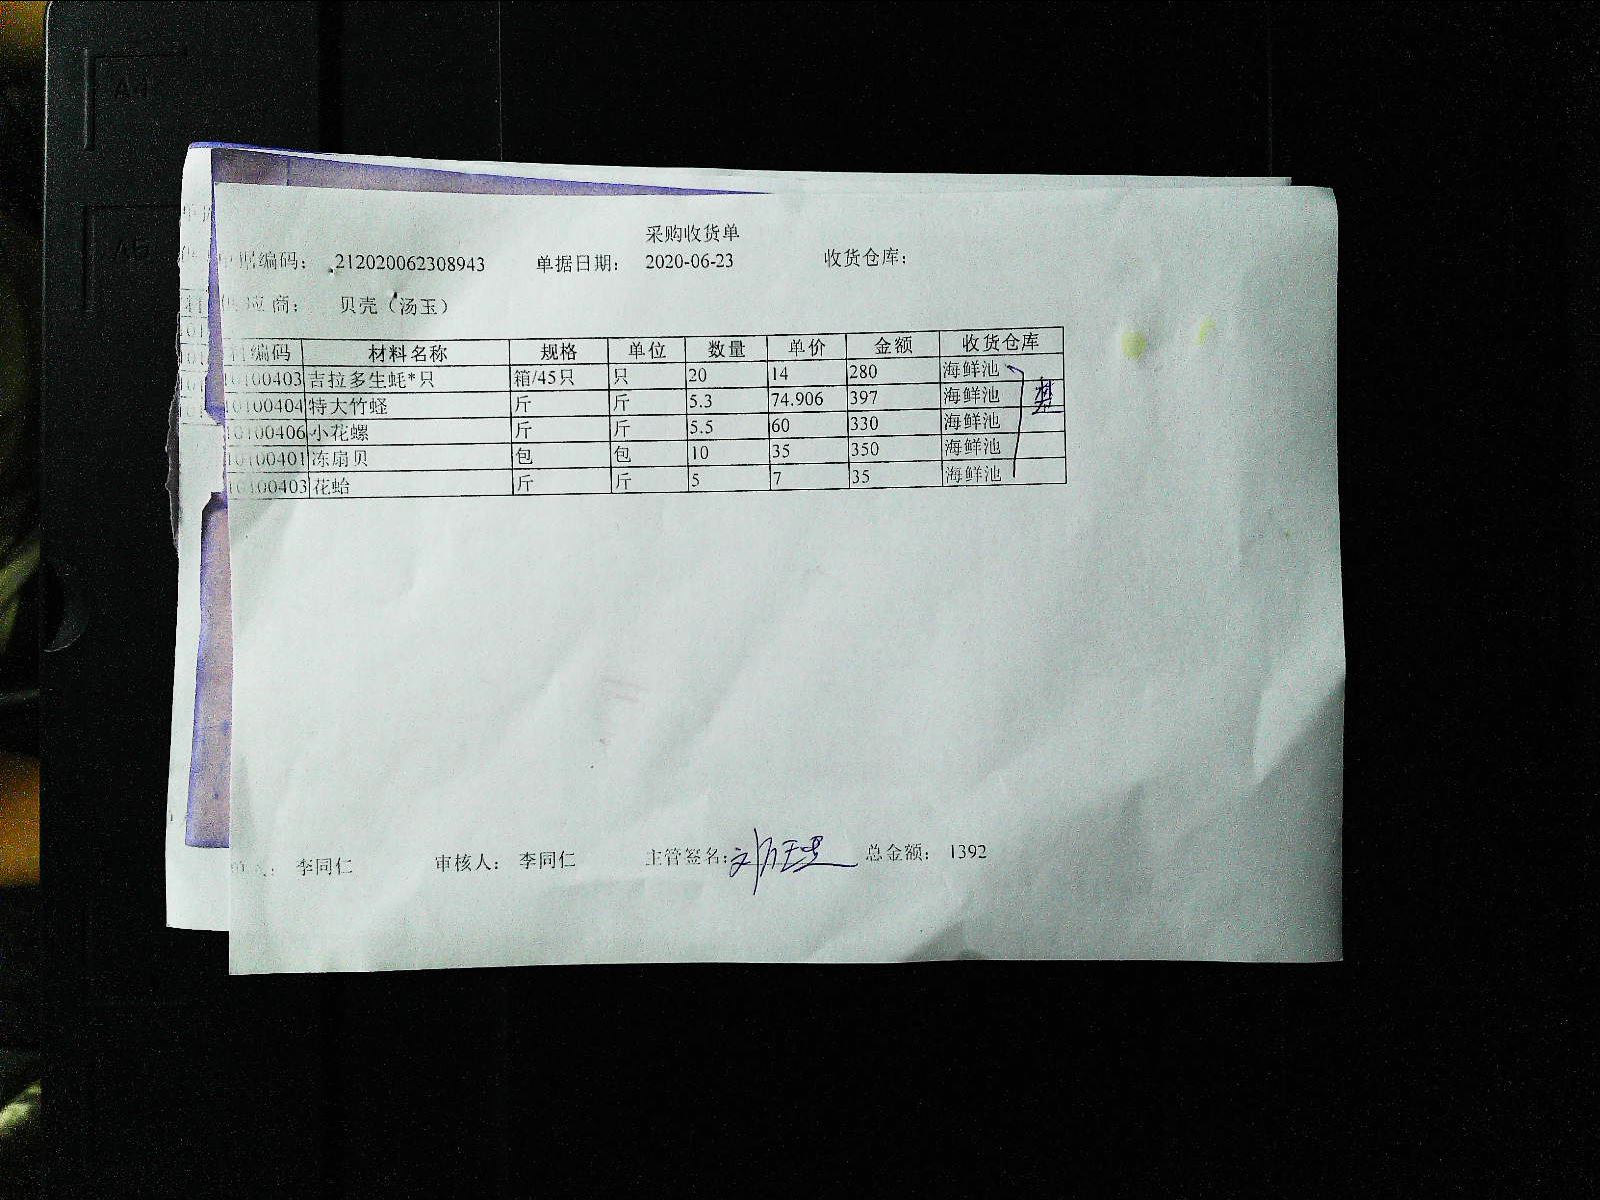 采购收货单
单据编码： 212020062308943 单据日期： 2020-06-23 收货仓库：
供应商： 贝壳（汤玉）
料编码 材料名称 规格 单位 数量 单价 金额 收货仓库
10100403 吉拉多生蚝*只 箱/45只 只 20 14 280 海鲜池
10100404 特大竹蛏 斤 斤 5.3 74.906 397 海鲜池
10100406 小花螺 斤 斤 5.5 60 330 海鲜池
10100401 冻扇贝 包 包 10 35 350 海鲜池
10100403 花蛤 斤 斤 5 7 35 海鲜池
李同仁 审核人： 李同仁 主管签名： 总金额： 1392
A4
A5